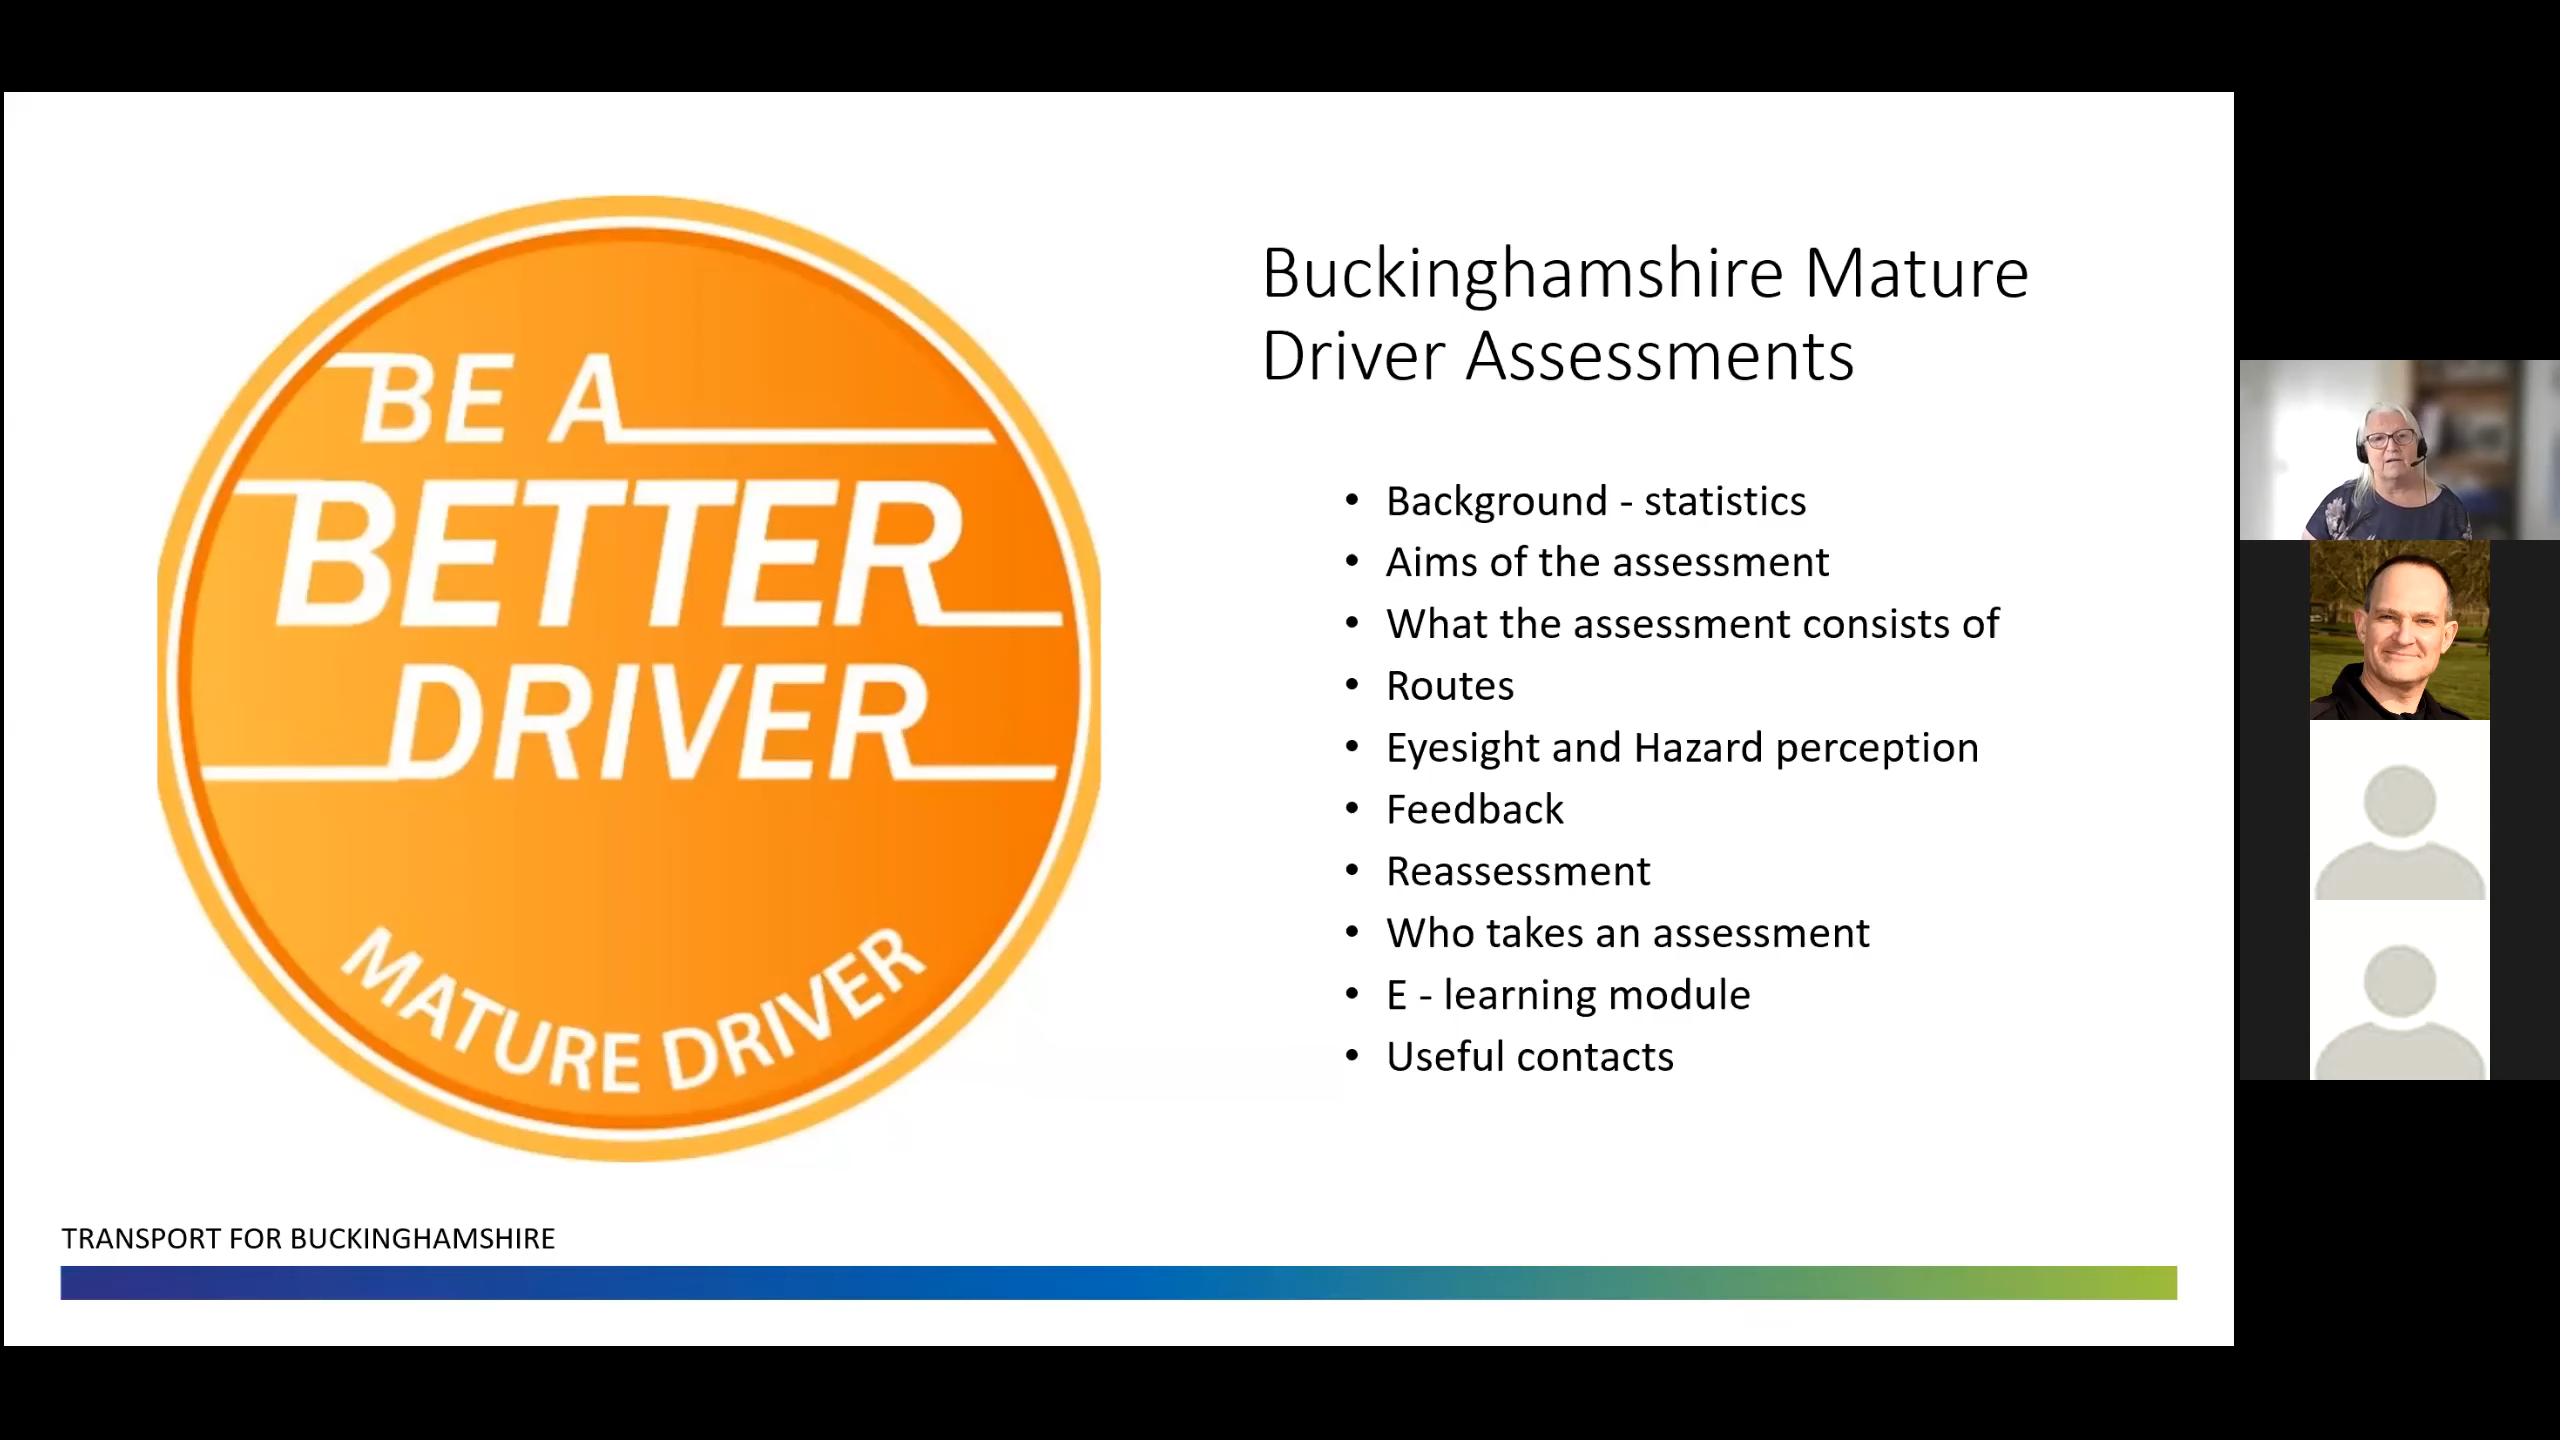 BE A
BETTER
DRIVER
MATURE DRIVER
Buckinghamshire Mature
Driver Assessments
• Background - statistics
• Aims of the assessment
• What the assessment consists of
• Routes
• Eyesight and Hazard perception
• Feedback
• Reassessment
• Who takes an assessment
• E - learning module
• Useful contacts
TRANSPORT FOR BUCKINGHAMSHIRE